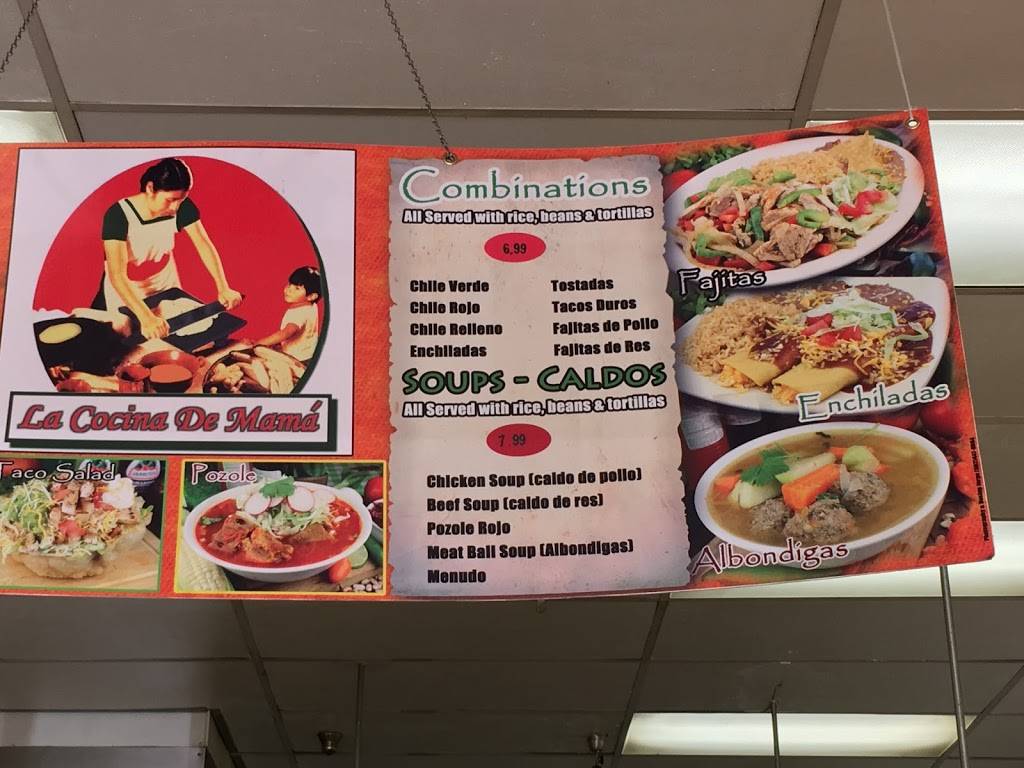 La Cocina De Mamá
Taco Salad
Pozole
Combinations
All Served with rice, beans & tortillas
6,99
Chile Verde
Chile Rojo
Chile Relleno
Enchiladas
Tostadas
Tacos Duros
Fajitas de Pollo
Fajitas de Res
Soups - Caldos
All Served with rice, beans & tortillas
7 99
Chicken Soup (caldo de pollo)
Beef Soup (caldo de res)
Pozole Rojo
Meat Ball Soup (Albondigas)
Menudo
Fajitas
Enchiladas
Albondigas